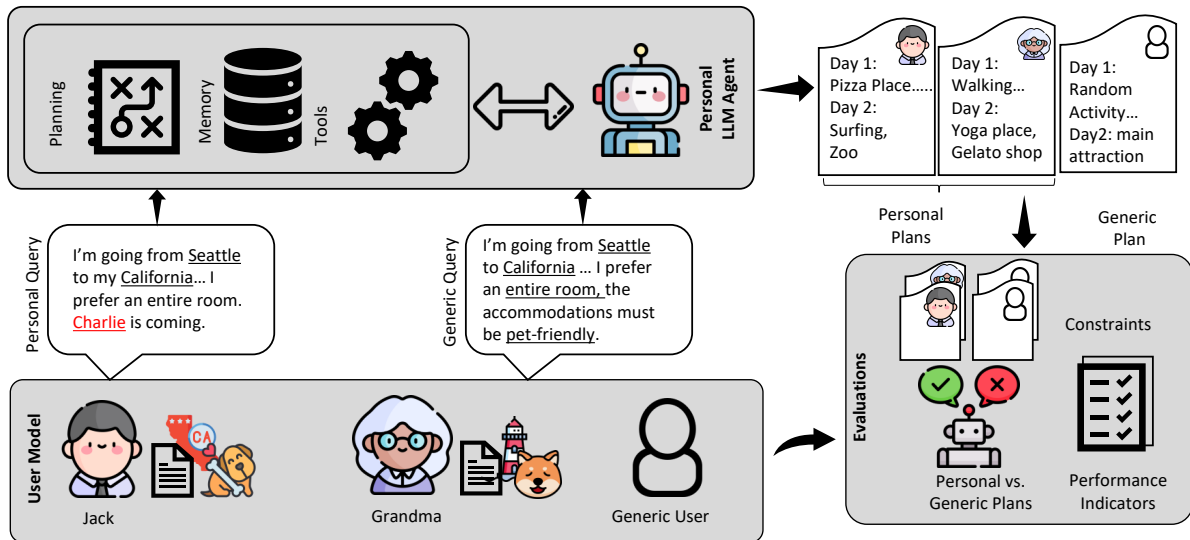 Planning
Memory
Tools
Personal
LLM Agent
Day 1:
Pizza Place.....
Day 2:
Surfing,
Zoo
Day 1:
Walking...
Day 2:
Yoga place,
Gelato shop
Day 1:
Random
Activity...
Day2: main
attraction
Personal
Plans
Generic
Plan
Personal Query
I'm going from Seattle
to my California... I
prefer an entire room.
Charlie is coming.
Generic Query
I'm going from Seattle
to California ... I prefer
an entire room, the
accommodations must
be pet-friendly.
User Model
CA
Jack
Grandma
Generic User
Evaluations
Constraints
Personal vs.
Generic Plans
Performance
Indicators